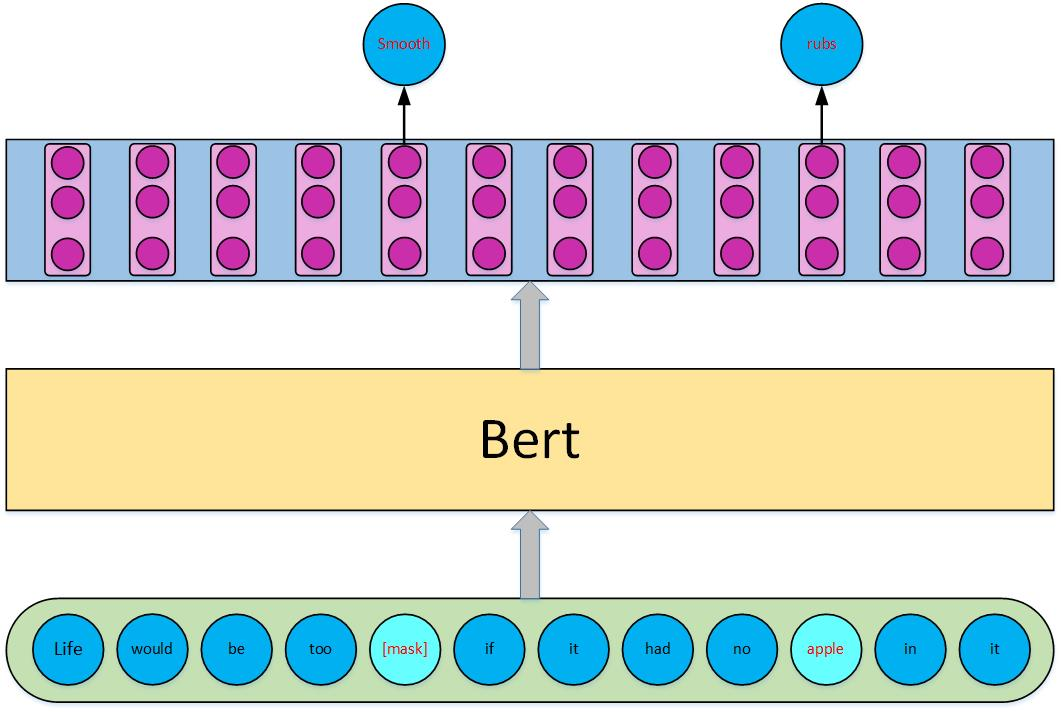 Smooth rubs
Bert
Life would be too [mask] if it had no apple in it